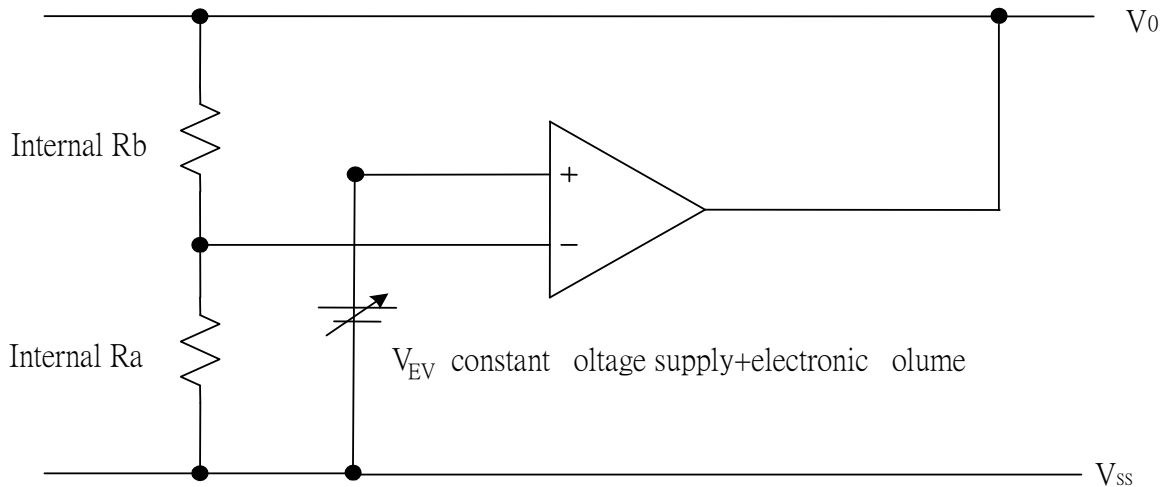 V0
Internal Rb
+
−
Internal Ra
VEV constant oltage supply+electronic olume
Vss